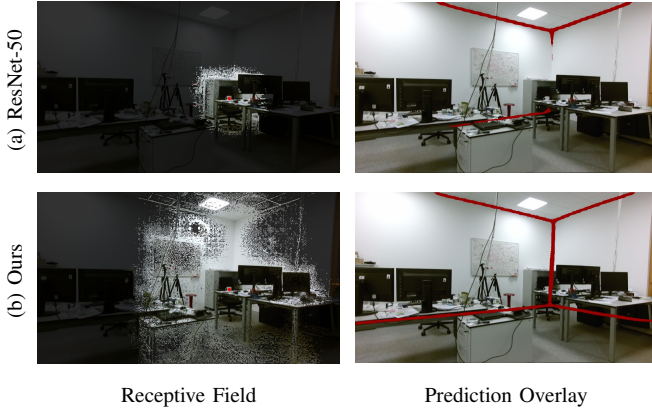 (a) ResNet-50
(b) Ours
Receptive Field
Prediction Overlay